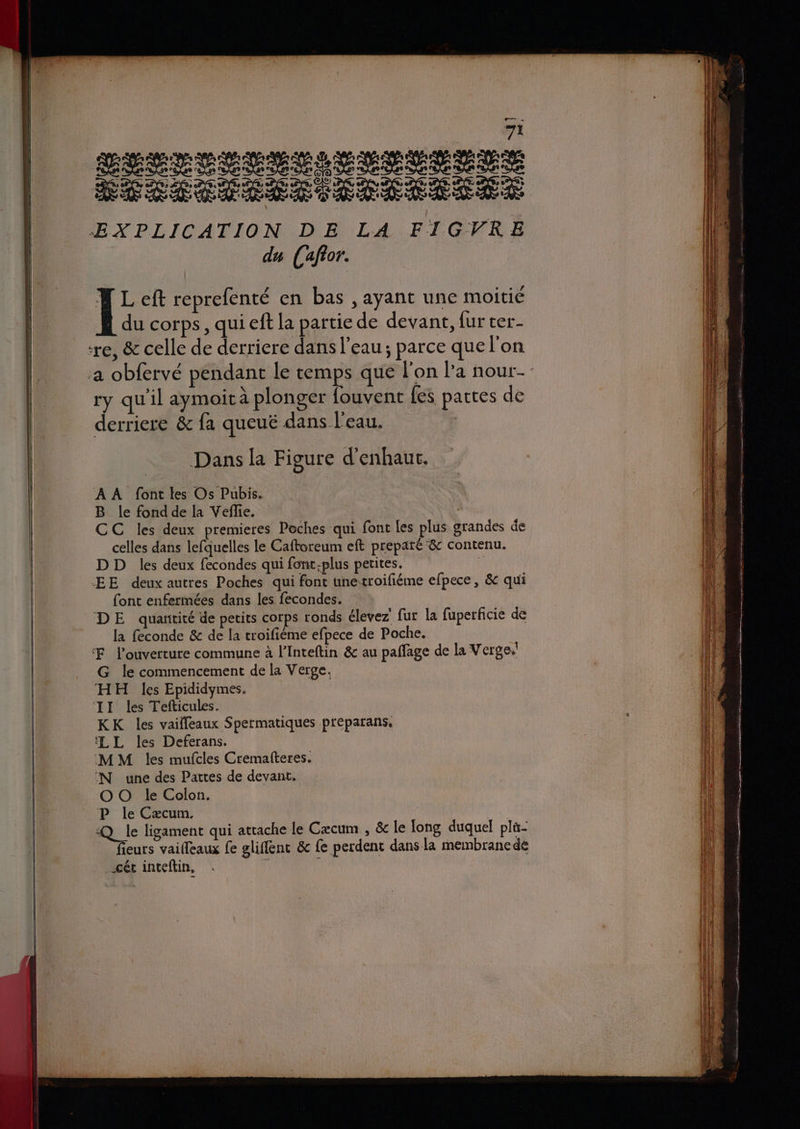 71
EXPLICATION DE LA FIGVRE
du Caſtor.
IL eſt repreſenté en bas, ayant une moitié
du corps, qui eſt la partie de devant, ſur ter-
re, & celle de derriere dans l'eau; parce que l'on
a obſervé pendant le temps que l'on l'a nour-
ry qu'il aymoit à plonger ſouvent ſes pattes de
derriere & ſa queuë dans l'eau.
Dans la Figure d'enhaut.
A A ſont les Os Pubis.
B le fond de la Veſſie.
C C les deux premieres Poches qui ſont les plus grandes de
celles dans leſquelles le Caſtoreum eſt preparé & contenu.
D D les deux ſecondes qui ſont plus petites.
E E deux autres Poches qui ſont une troiſiéme eſpece, & qui
ſont enfermées dans les ſecondes.
D E quantité de petits corps ronds élevez ſur la ſuperficie de
la ſeconde & de la troiſiéme eſpece de Poche.
F l'ouverture commune à l'Inteſtin & au paſſage de la Verge.
G le commencement de la Verge.
H H les Epididymes.
I I les Teſticules.
K K les vaiſſeaux Spermatiques preparans.
L L les Deferans.
M M les muſcles Cremaſteres.
N une des Pattes de devant.
O O le Colon.
P le Cæcum.
Q le ligament qui attache le Cæcum, & le long duquel plu-
ſieurs vaiſſeaux ſe gliſſent & ſe perdent dans la membrane de
cét inteſtin,